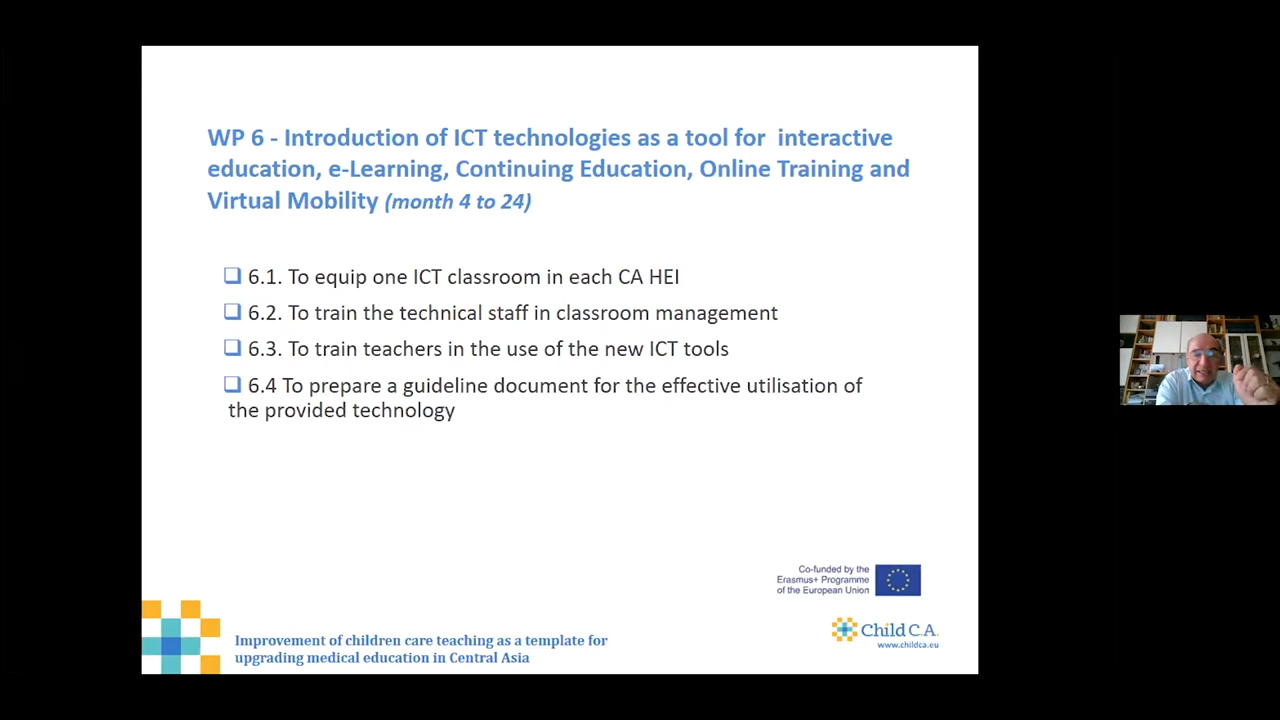 WP 6 - Introduction of ICT technologies as a tool for interactive
education, e-Learning, Continuing Education, Online Training and
Virtual Mobility (month 4 to 24)
❑ 6.1. To equip one ICT classroom in each CA HEI
❑ 6.2. To train the technical staff in classroom management
❑ 6.3. To train teachers in the use of the new ICT tools
❑ 6.4 To prepare a guideline document for the effective utilisation of
the provided technology
Co-funded by the
Erasmus+ Programme
of the European Union
Child C.A.
www.childca.eu
Improvement of children care teaching as a template for
upgrading medical education in Central Asia